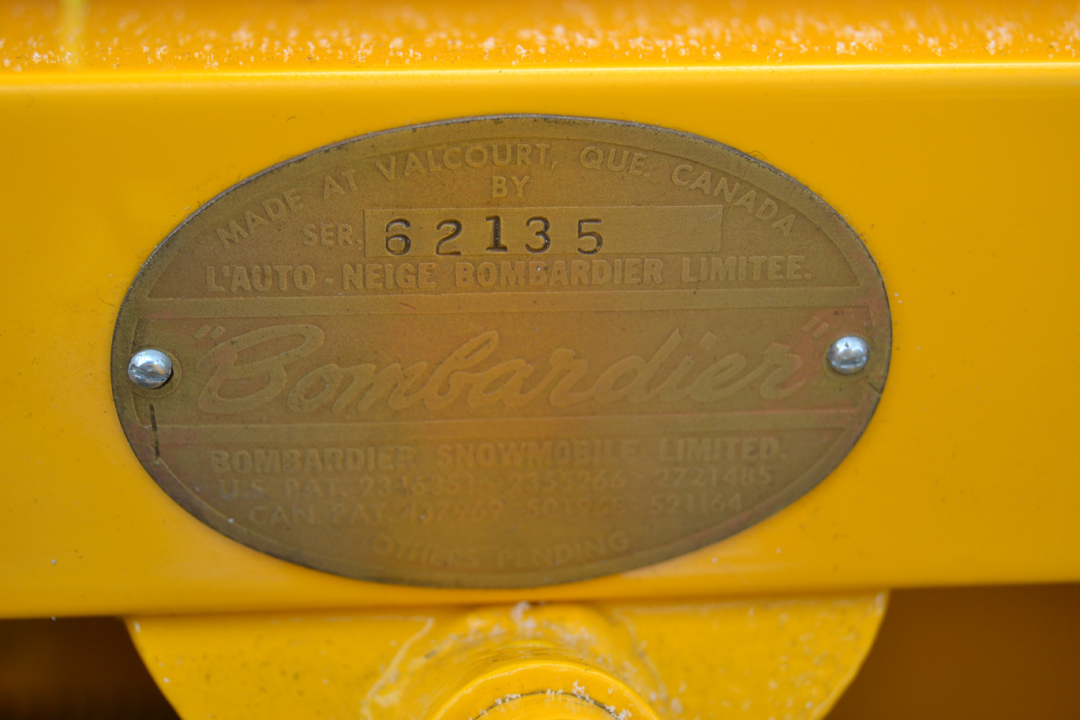 MADE AT VALCOURT, QUE. CANADA
BY
SER. 62135
L'AUTO-NEIGE BOMBARDIER LIMITEE.
"Bombardier"
BOMBARDIER SNOWMOBILE LIMITED.
U.S. PAT. 2721485
CAN. PAT. 521164
OTHERS PENDING